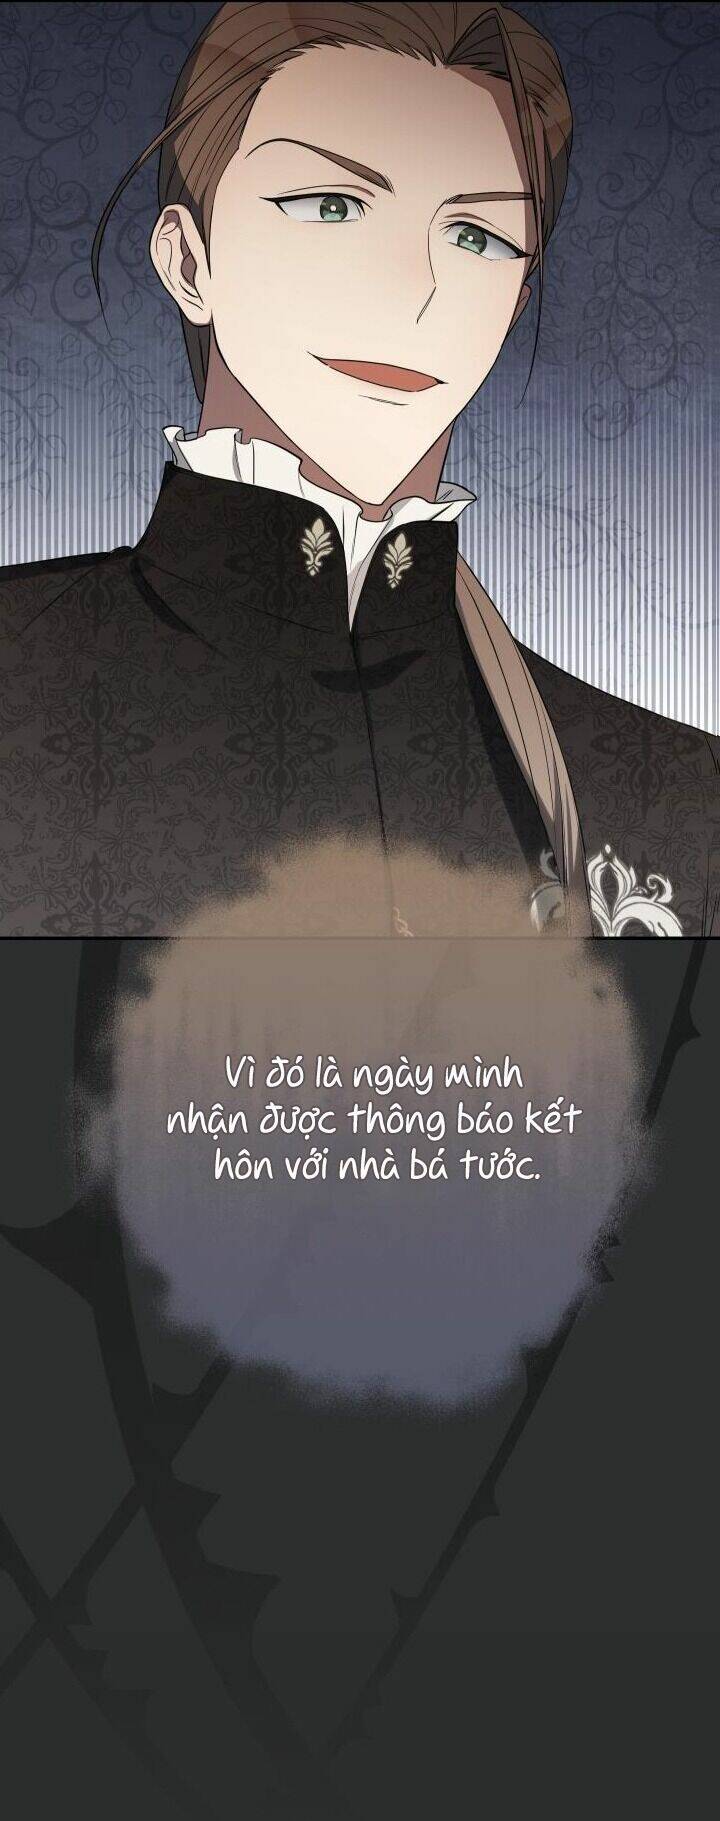 Vì đó là ngày mình
nhận được thông báo kết
hôn với nhà bá tước.